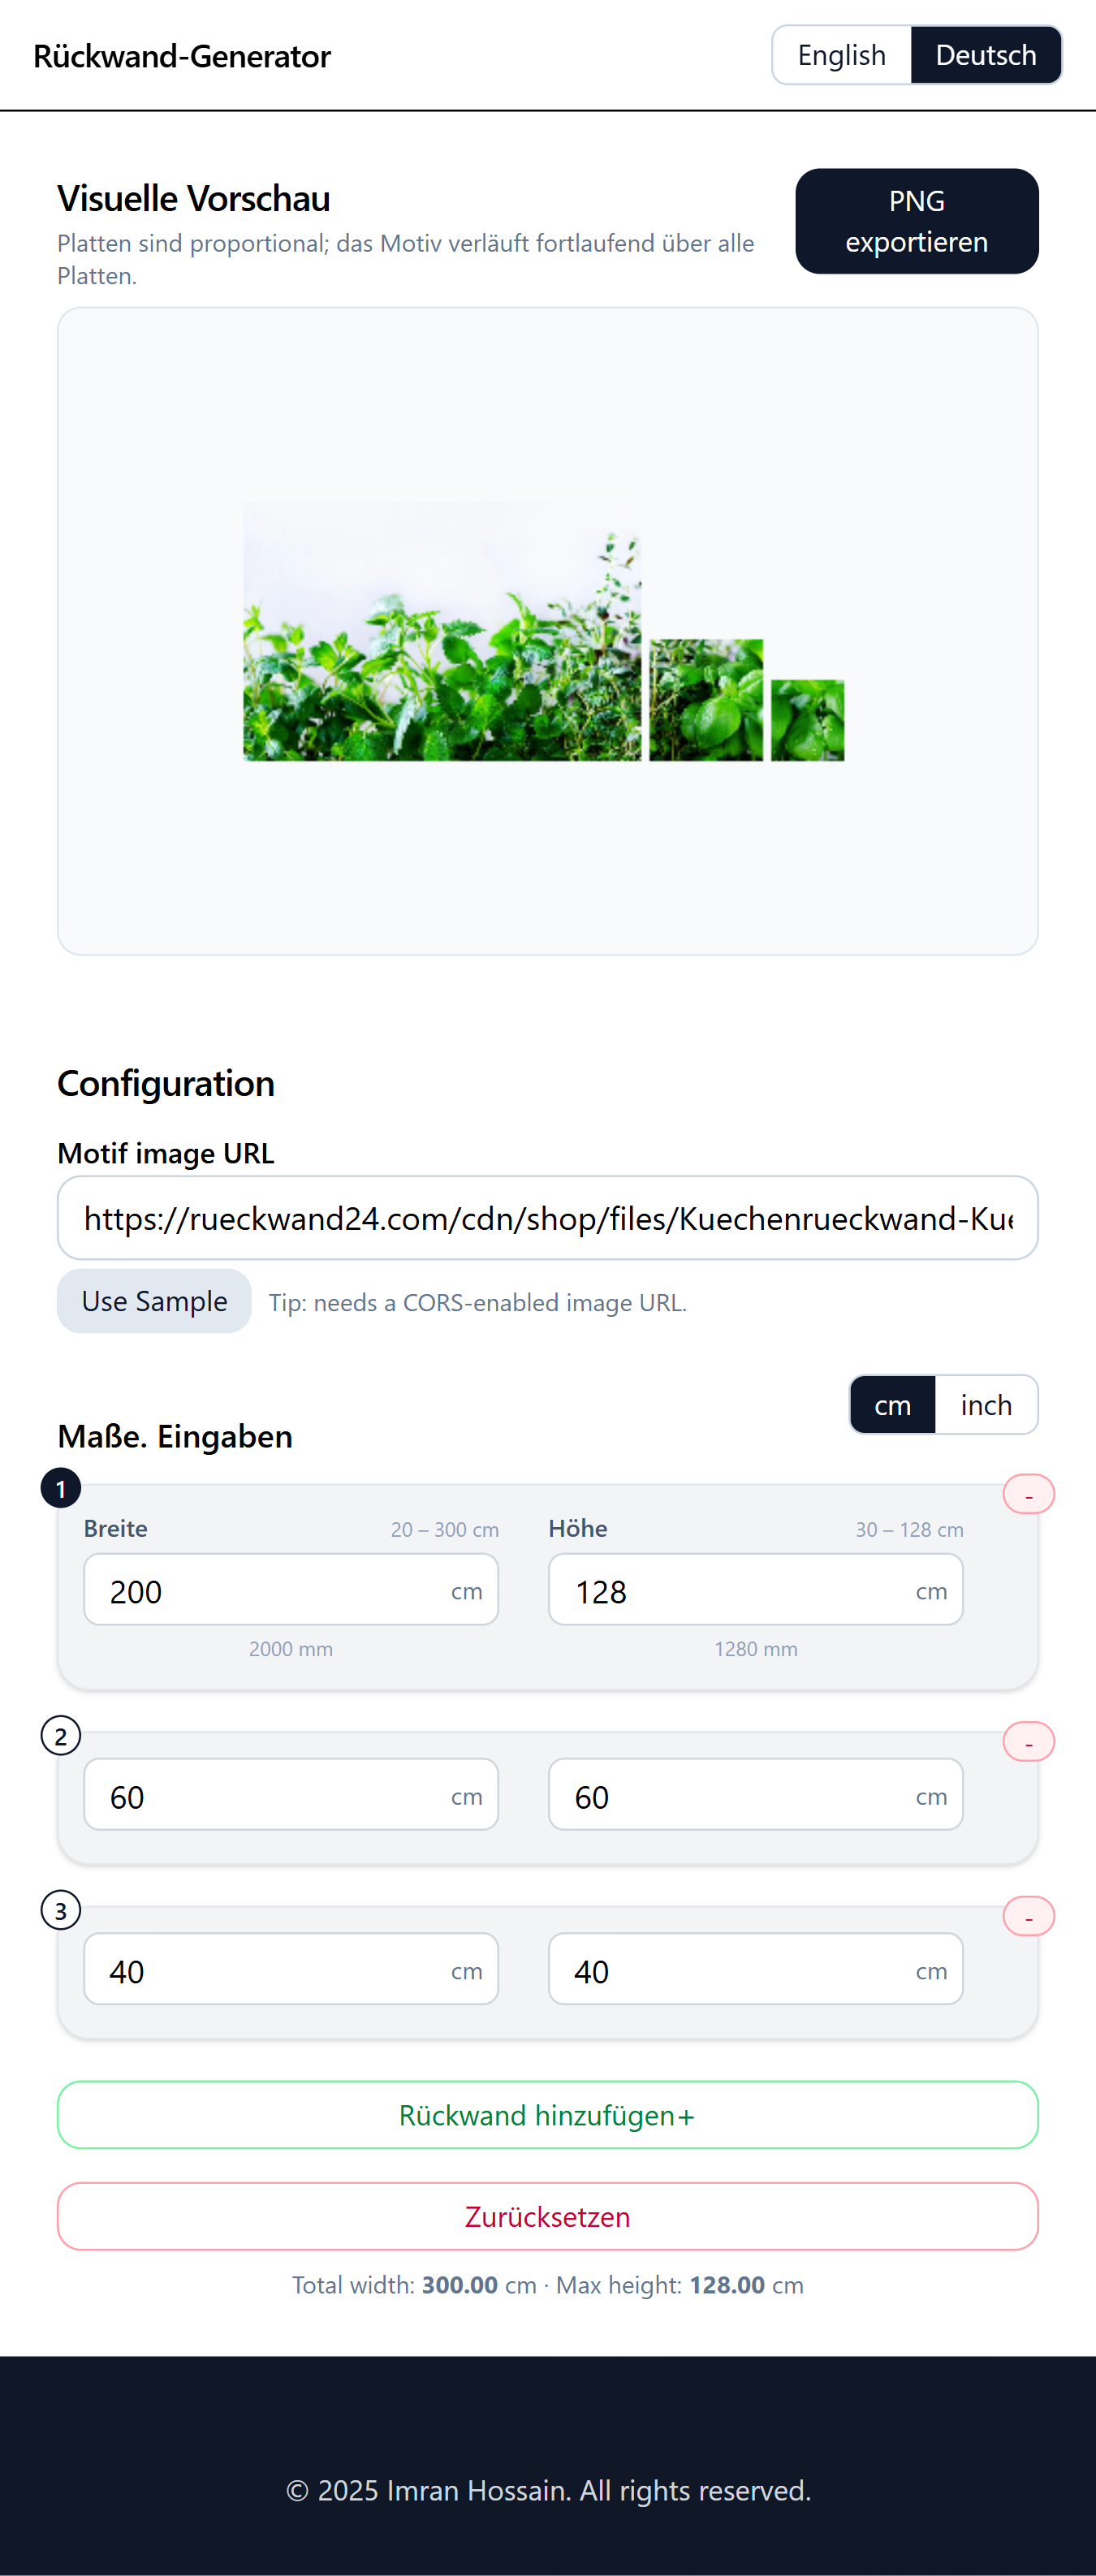 Rückwand-Generator
English
Deutsch
Visuelle Vorschau
PNG
exportieren
Platten sind proportional; das Motiv verläuft fortlaufend über alle
Platten.
Configuration
Motif image URL
https://rueckwand24.com/cdn/shop/files/Kuechenrueckwand-Kue
Use Sample
Tip: needs a CORS-enabled image URL.
cm
inch
Maße. Eingaben
1
-
Breite
20 – 300 cm
Höhe
30 – 128 cm
200
cm
128
cm
2000 mm
1280 mm
2
-
60
cm
60
cm
3
-
40
cm
40
cm
Rückwand hinzufügen+
Zurücksetzen
Total width: 300.00 cm · Max height: 128.00 cm
© 2025 Imran Hossain. All rights reserved.